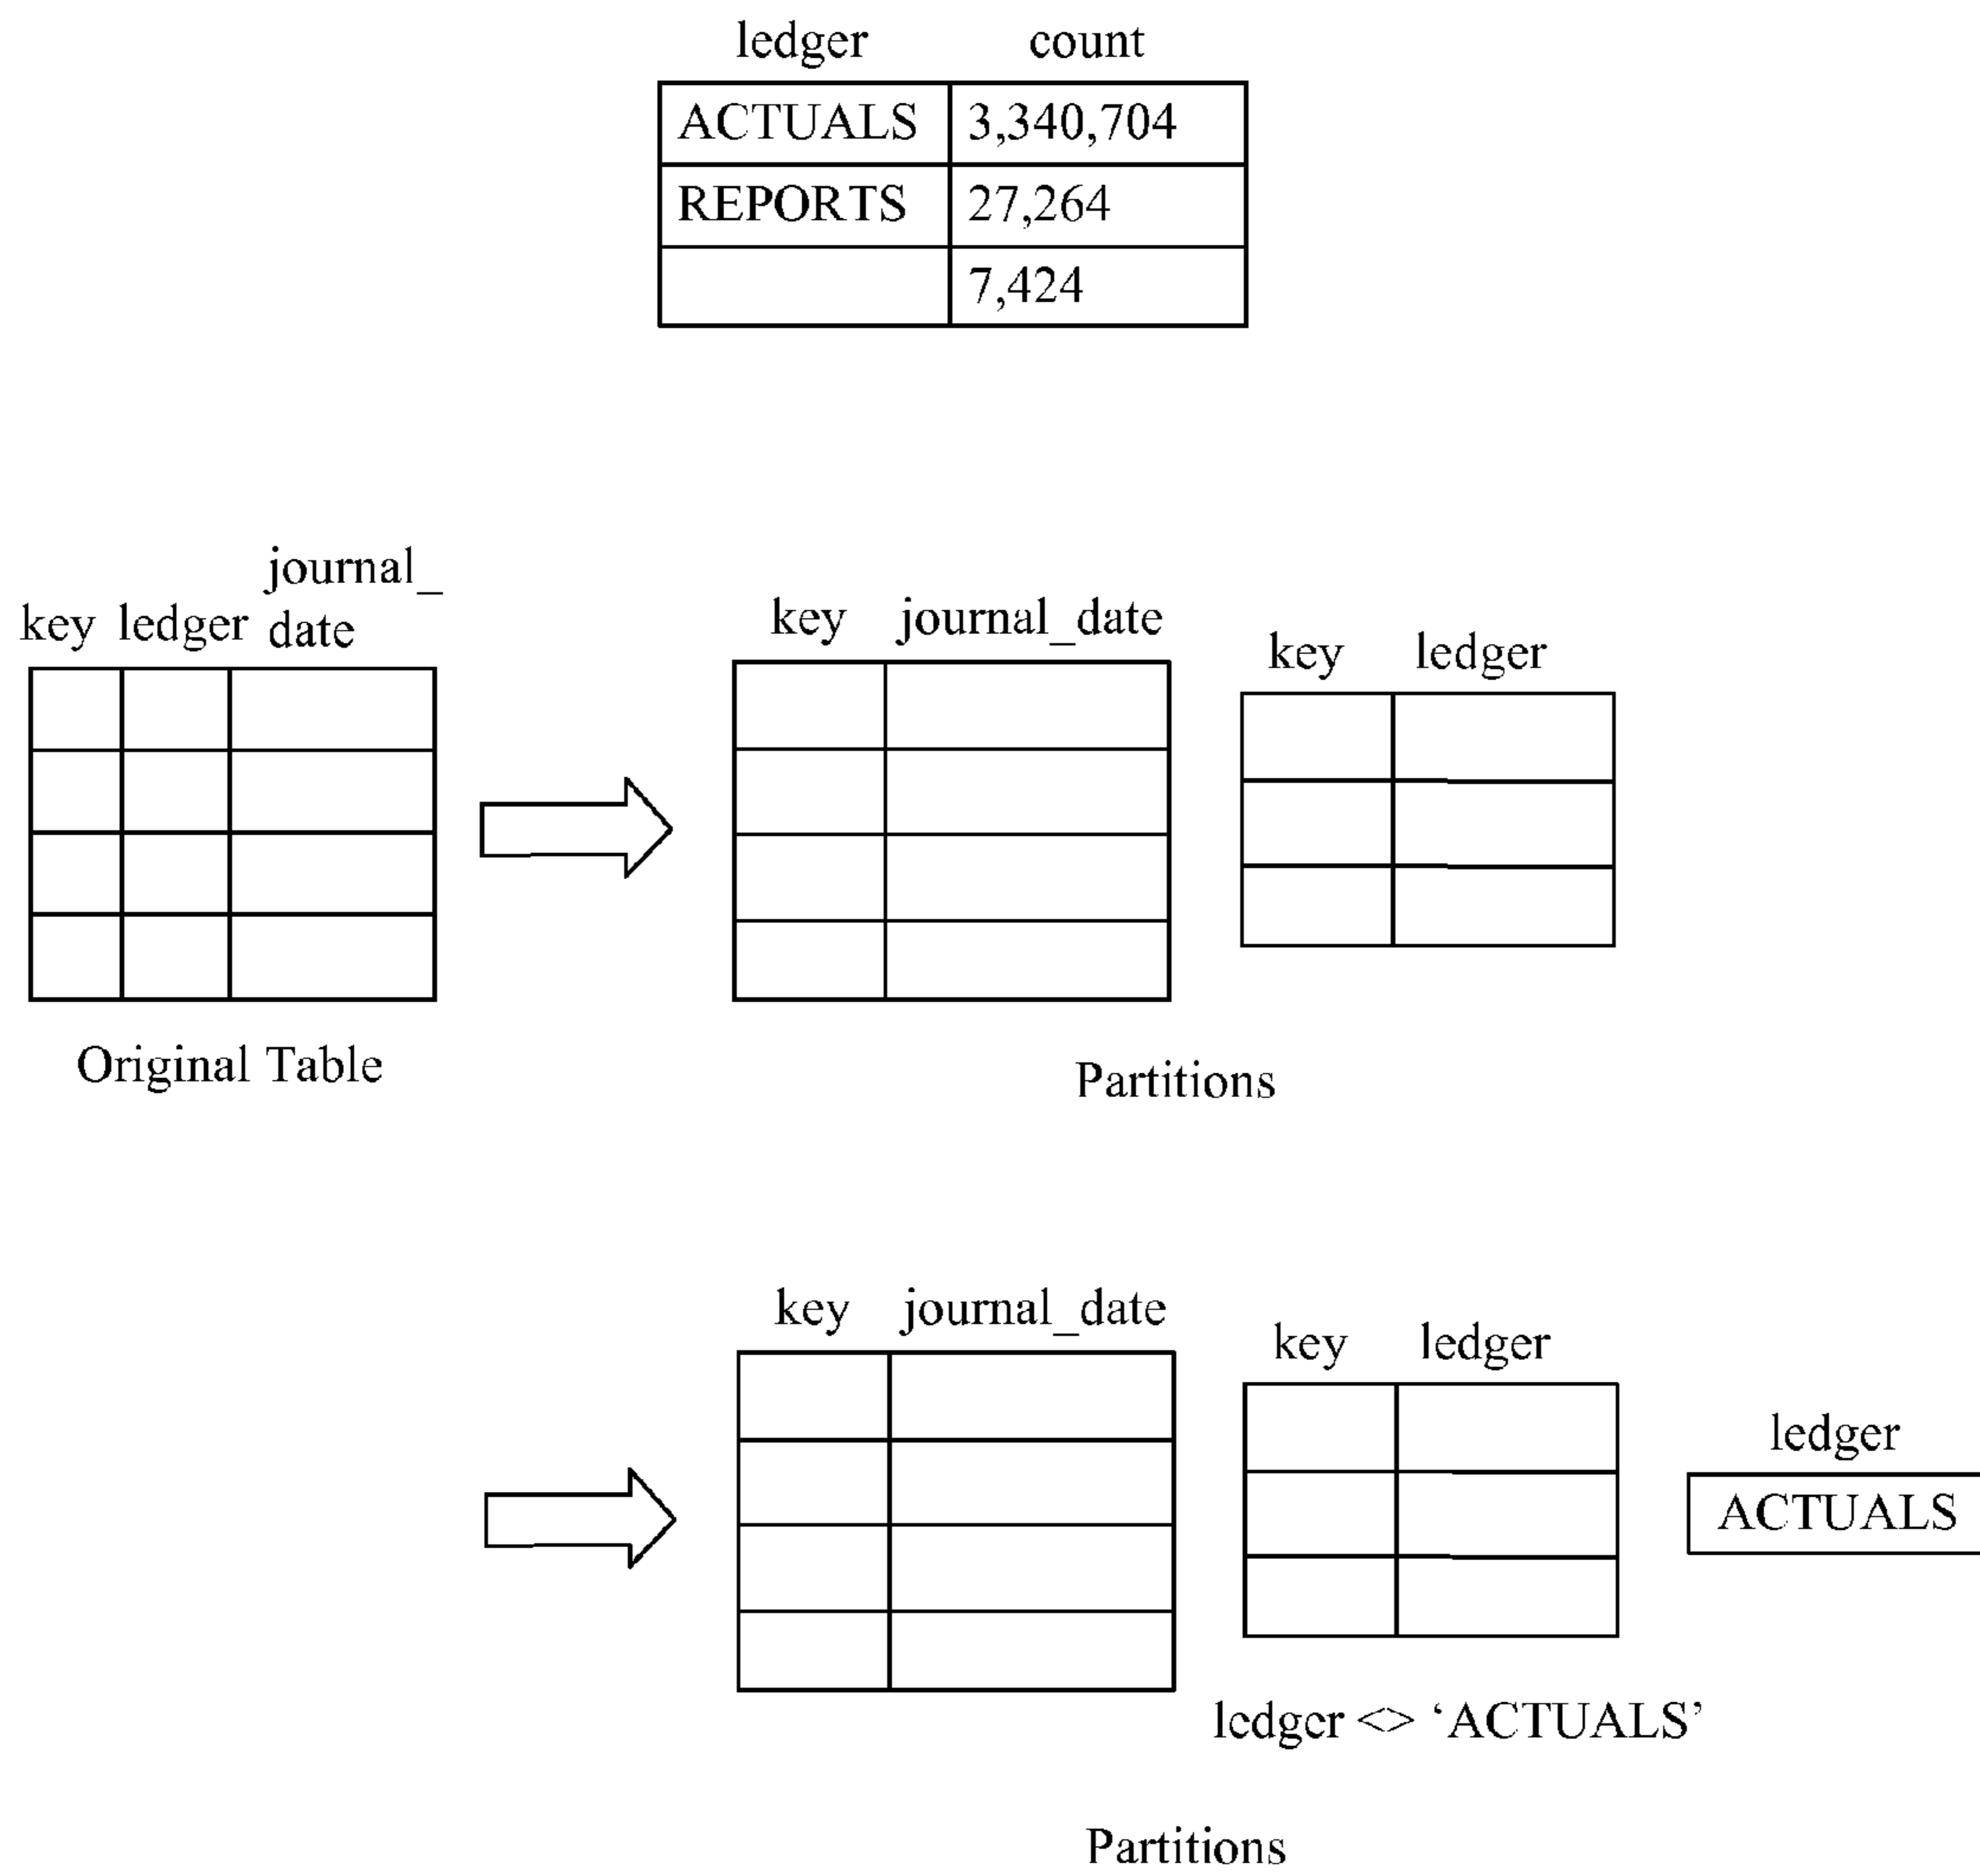 ledger count
ACTUALS 3,340,704
REPORTS 27,264
7,424
journal_
key ledger date
key journal_date
key ledger
Original Table
Partitions
key journal_date
key ledger
ledger
ACTUALS
ledger <> ‘ACTUALS’
Partitions